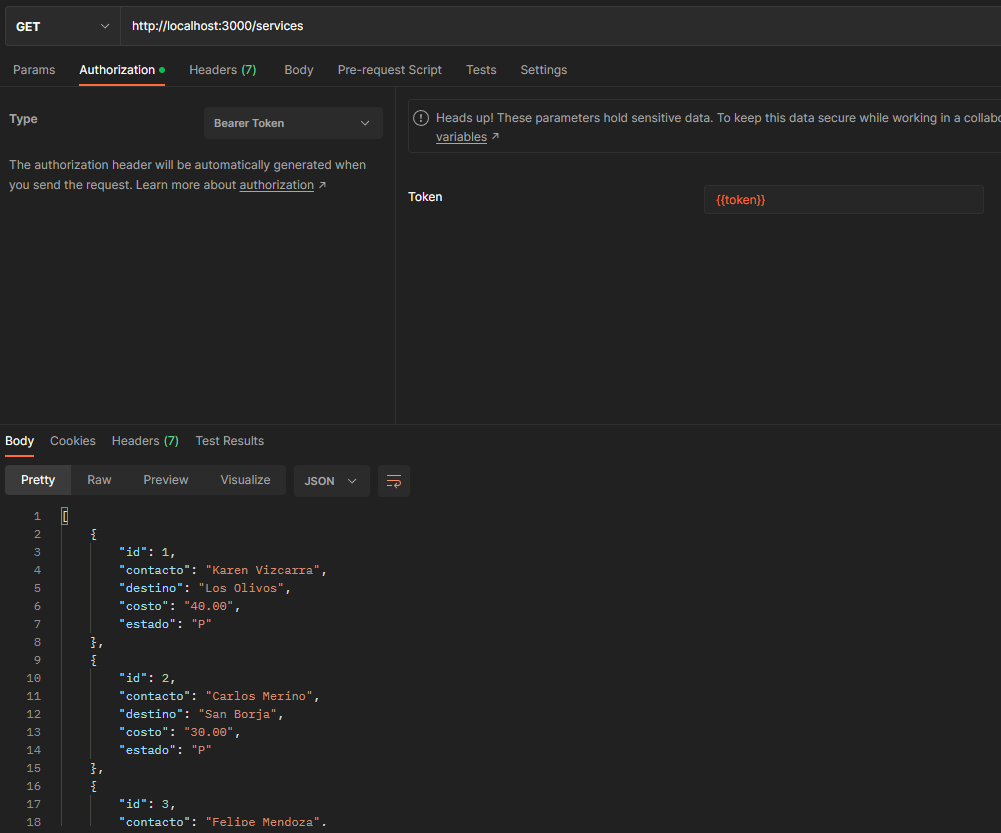 GET http://localhost:3000/services
Params Authorization Headers (7) Body Pre-request Script Tests Settings
Type
Bearer Token
The authorization header will be automatically generated when
you send the request. Learn more about authorization ↗
Heads up! These parameters hold sensitive data. To keep this data secure while working in a collabo
variables ↗
Token
{{token}}
Body Cookies Headers (7) Test Results
Pretty Raw Preview Visualize JSON
1 [
2 {
3 "id": 1,
4 "contacto": "Karen Vizcarra",
5 "destino": "Los Olivos",
6 "costo": "40.00",
7 "estado": "P"
8 },
9 {
10 "id": 2,
11 "contacto": "Carlos Merino",
12 "destino": "San Borja",
13 "costo": "30.00",
14 "estado": "P"
15 },
16 {
17 "id": 3,
18 "contacto": "Felipe Mendoza",